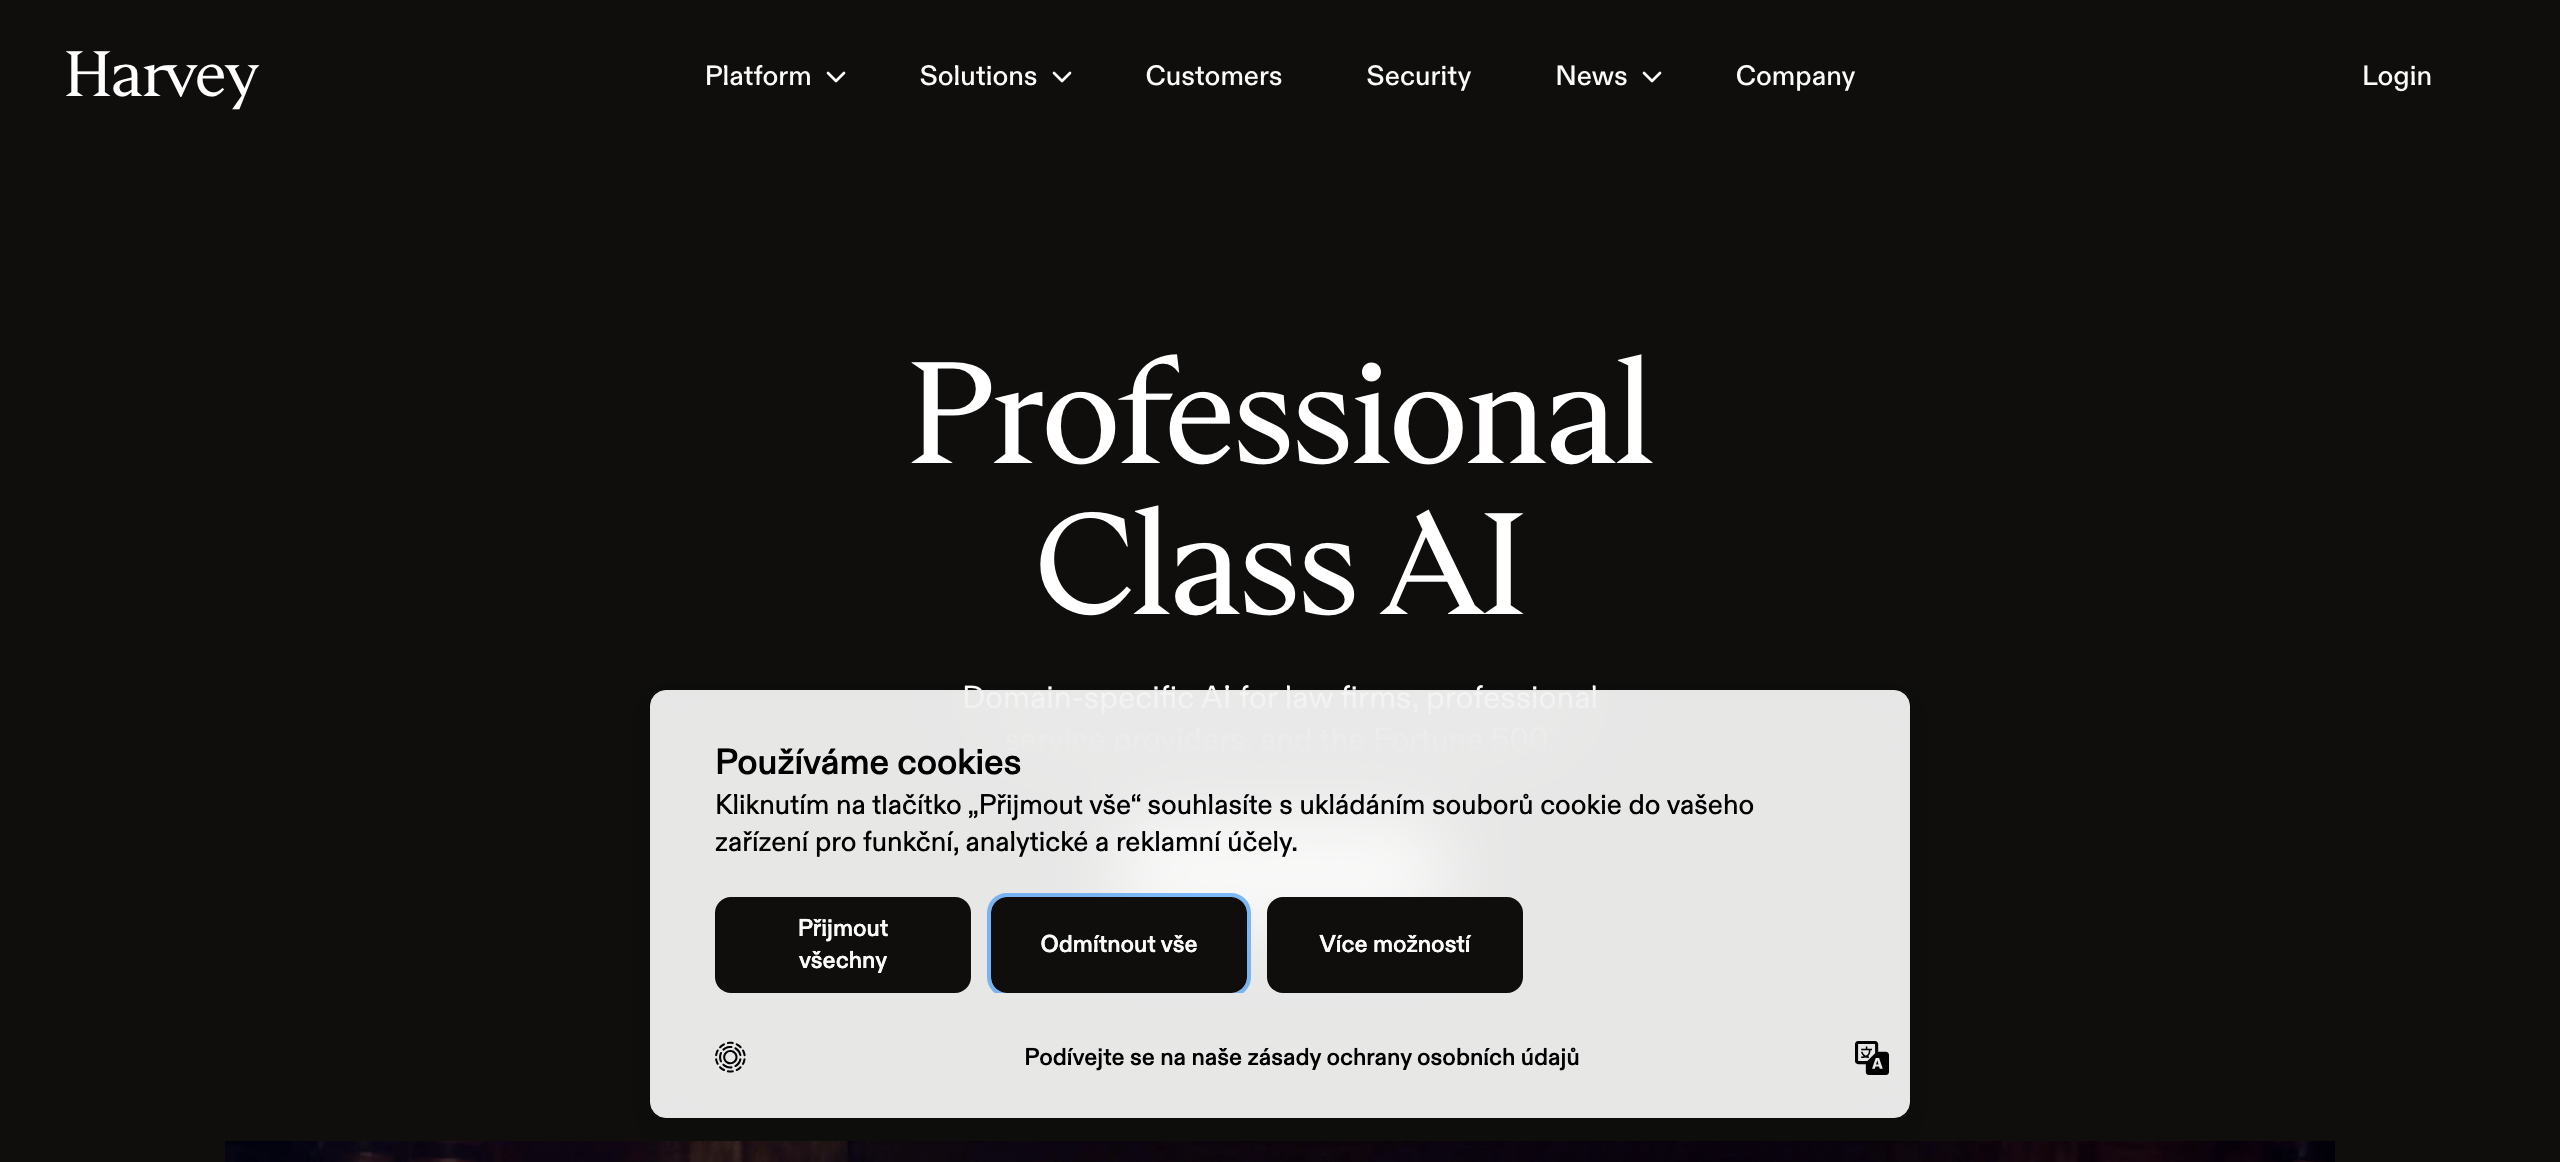 Harvey
Platform
Solutions
Customers
Security
News
Company
Login
Professional
Class AI
Domain-specific AI for law firms, professional
service providers, and the Fortune 500.
Používáme cookies
Kliknutím na tlačítko „Přijmout vše“ souhlasíte s ukládáním souborů cookie do vašeho
zařízení pro funkční, analytické a reklamní účely.
Přijmout
všechny
Odmítnout vše
Více možností
Podívejte se na naše zásady ochrany osobních údajů